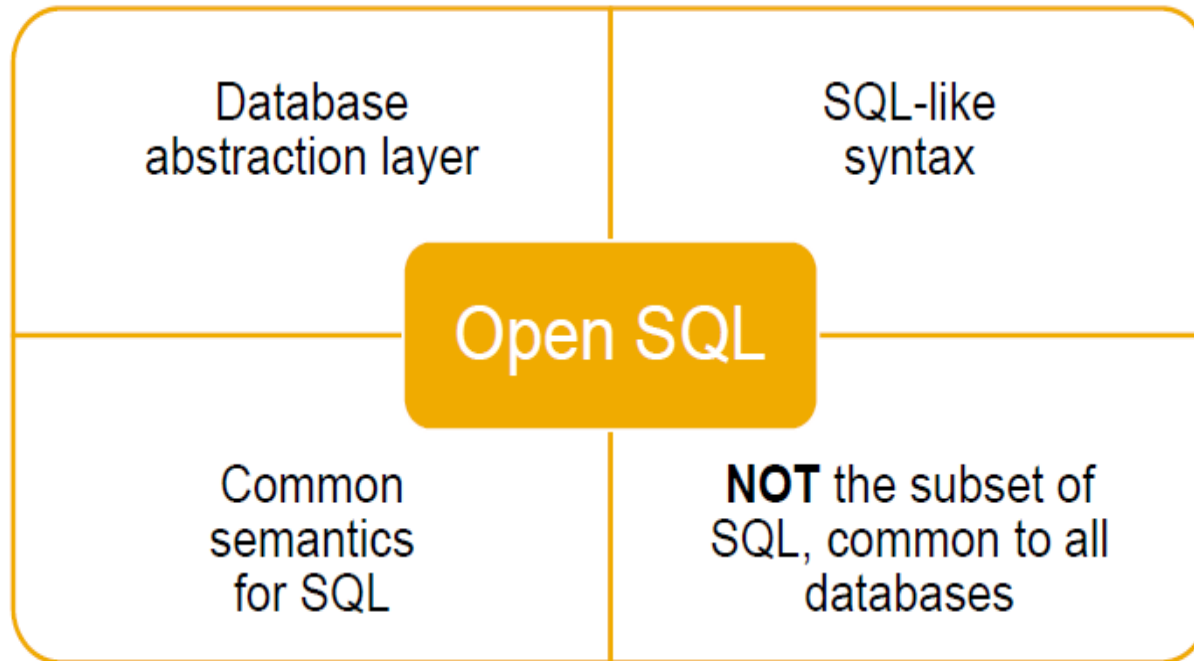 Database
abstraction layer
SQL-like
syntax
Open SQL
Common
semantics
for SQL
NOT the subset of
SQL, common to all
databases